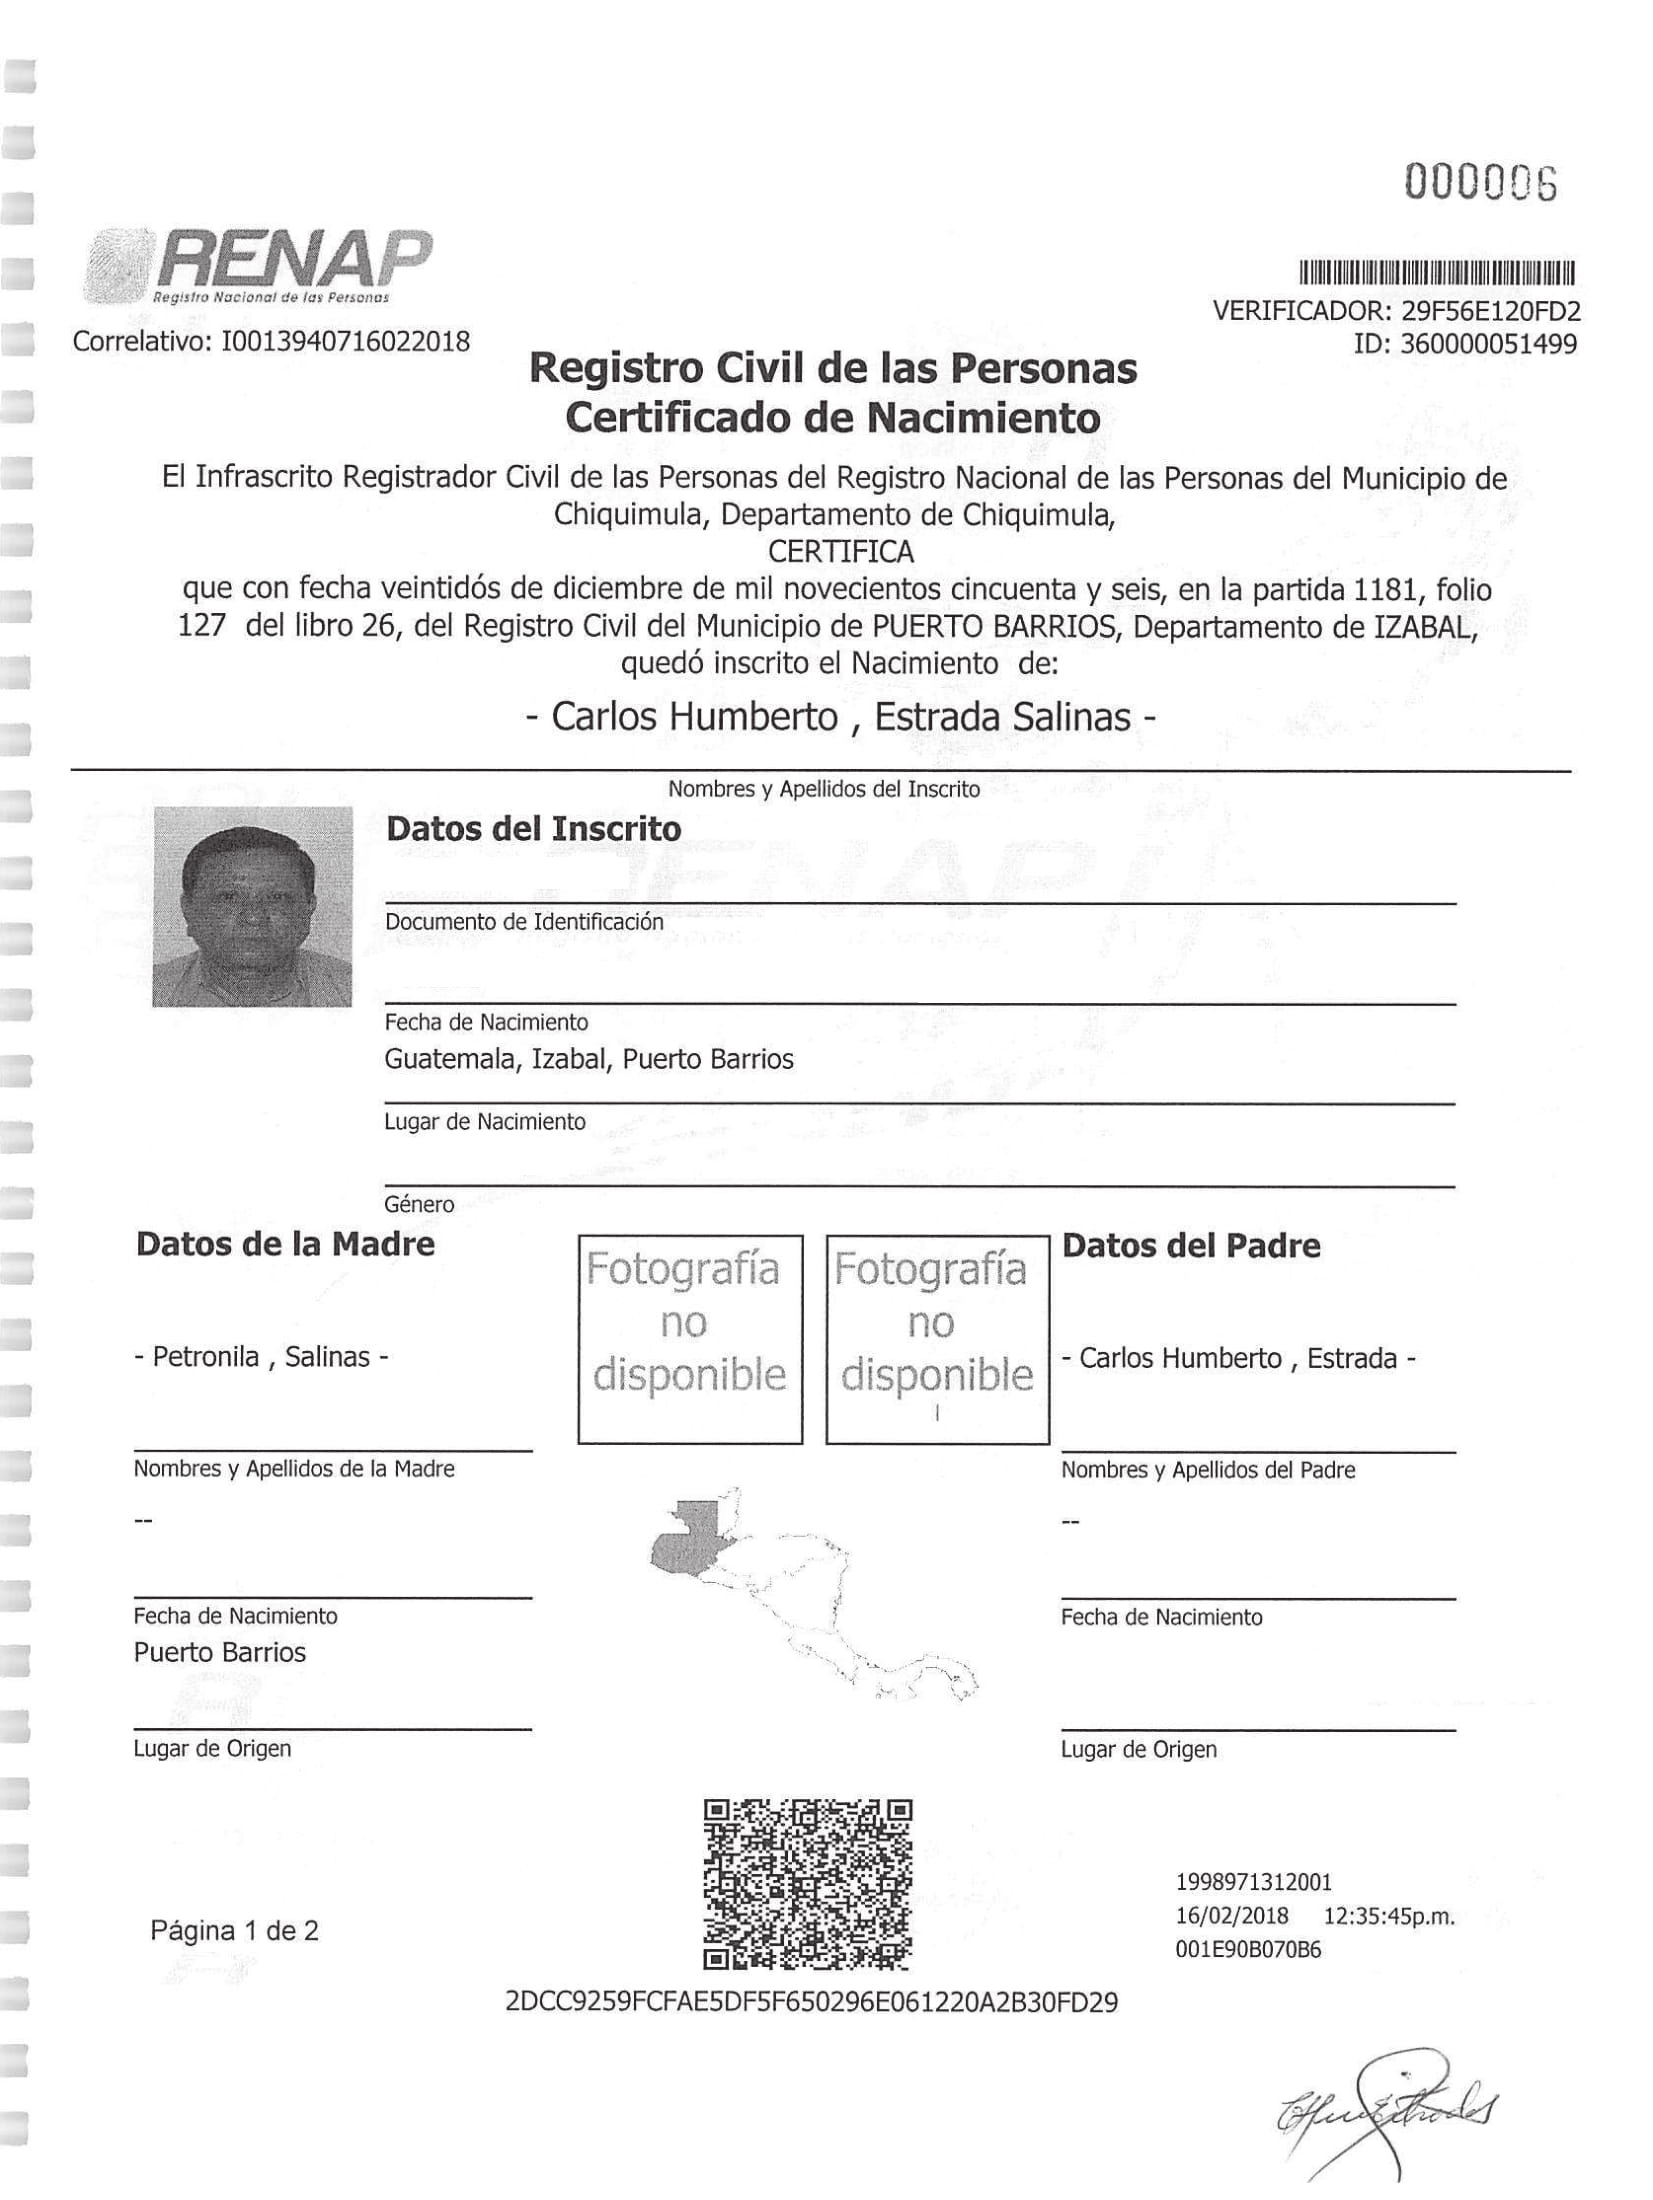 000006
RENAP
Registro Nacional de las Personas
Correlativo: I0013940716022018
VERIFICADOR: 29F56E120FD2
ID: 360000051499
Registro Civil de las Personas
Certificado de Nacimiento
El Infrascrito Registrador Civil de las Personas del Registro Nacional de las Personas del Municipio de
Chiquimula, Departamento de Chiquimula,
CERTIFICA
que con fecha veintidós de diciembre de mil novecientos cincuenta y seis, en la partida 1181, folio
127 del libro 26, del Registro Civil del Municipio de PUERTO BARRIOS, Departamento de IZABAL,
quedó inscrito el Nacimiento de:
- Carlos Humberto , Estrada Salinas -
Nombres y Apellidos del Inscrito
Datos del Inscrito
Documento de Identificación
Fecha de Nacimiento
Guatemala, Izabal, Puerto Barrios
Lugar de Nacimiento
Género
Datos de la Madre
Fotografía
no
disponible
Fotografía
no
disponible
Datos del Padre
- Petronila , Salinas -
- Carlos Humberto , Estrada -
Nombres y Apellidos de la Madre
Nombres y Apellidos del Padre
--
--
Fecha de Nacimiento
Fecha de Nacimiento
Puerto Barrios
Lugar de Origen
Lugar de Origen
1998971312001
16/02/2018 12:35:45p.m.
001E90B070B6
Página 1 de 2
2DCC9259FCFAE5DF5F650296E061220A2B30FD29